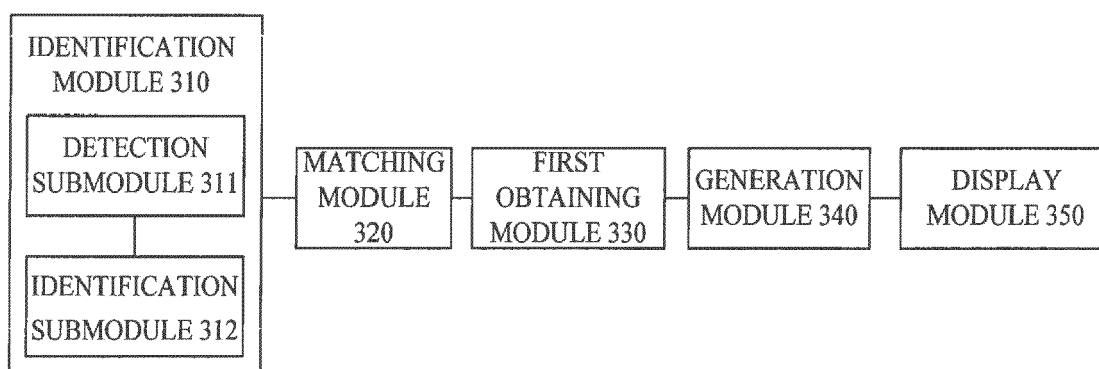 IDENTIFICATION
MODULE 310
DETECTION
SUBMODULE 311
IDENTIFICATION
SUBMODULE 312
MATCHING
MODULE
320
FIRST
OBTAINING
MODULE 330
GENERATION
MODULE 340
DISPLAY
MODULE 350